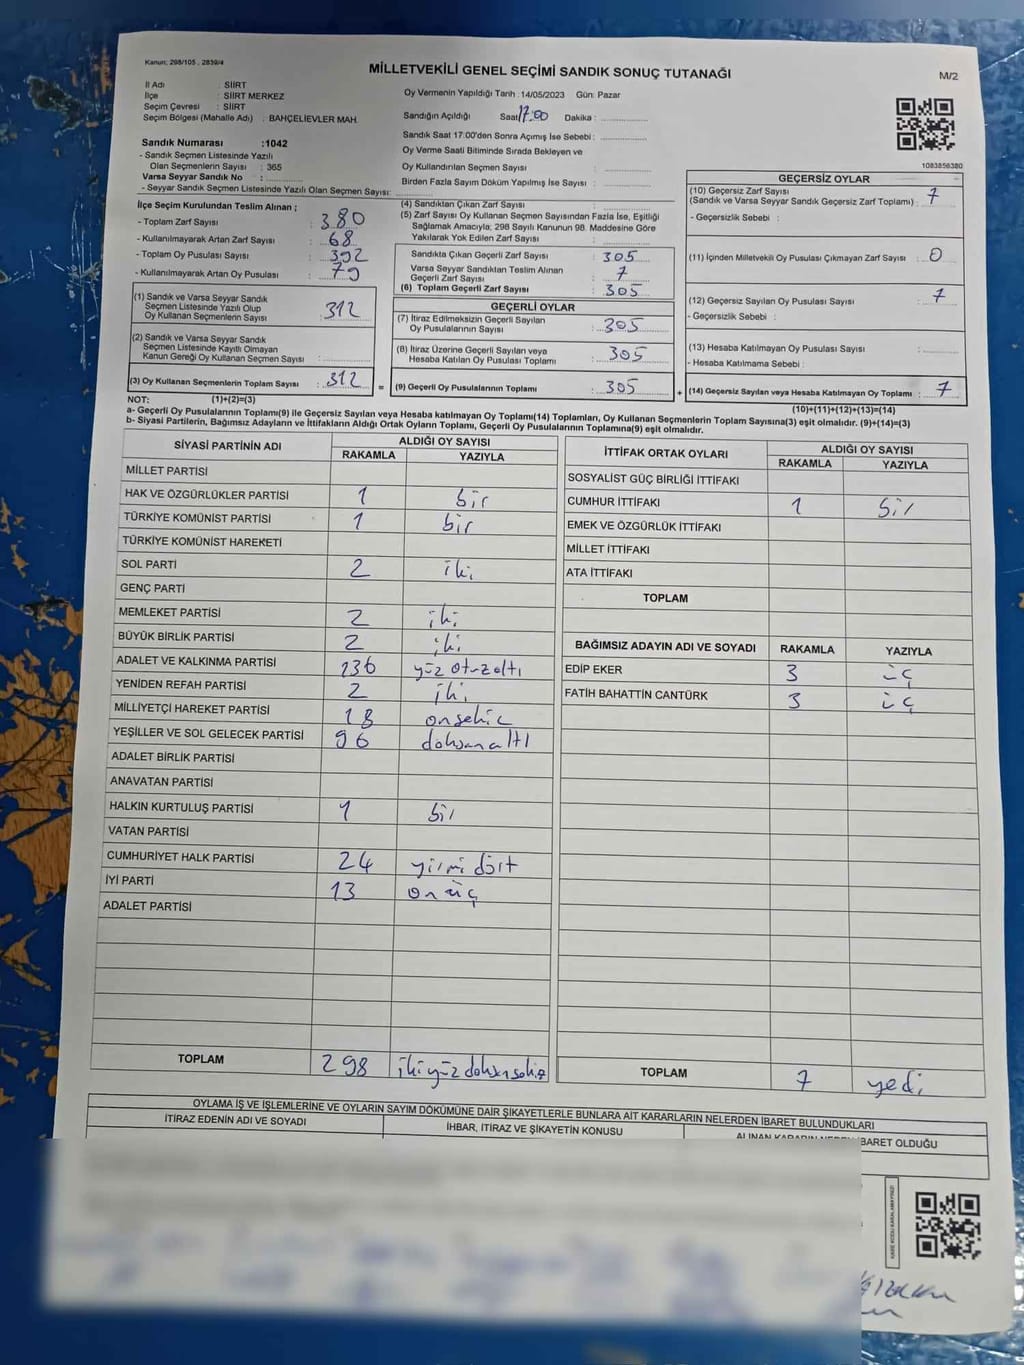 Kanun: 298/105 , 2839/4
MİLLETVEKİLİ GENEL SEÇİMİ SANDIK SONUÇ TUTANAĞI
M/2
İl Adı : SİİRT
İlçe : SİİRT MERKEZ
Seçim Çevresi : SİİRT
Seçim Bölgesi (Mahalle Adı) : BAHÇELİEVLER MAH.
Sandık Numarası :1042
- Sandık Seçmen Listesinde Yazılı
Olan Seçmenlerin Sayısı : 365
Varsa Seyyar Sandık No :
- Seyyar Sandık Seçmen Listesinde Yazılı Olan Seçmen Sayısı:
Oy Vermenin Yapıldığı Tarih :14/05/2023 Gün: Pazar
Sandığın Açıldığı Saat 17:00 Dakika :
Sandık Saat 17:00'den Sonra Açımış İse Sebebi :
Oy Verme Saati Bitiminde Sırada Bekleyen ve
Oy Kullandırılan Seçmen Sayısı :
Birden Fazla Sayım Döküm Yapılmış İse Sayısı :
1083856380
İlçe Seçim Kurulundan Teslim Alınan ;
- Toplam Zarf Sayısı : 380
- Kullanılmayarak Artan Zarf Sayısı : 68
- Toplam Oy Pusulası Sayısı : 392
- Kullanılmayarak Artan Oy Pusulası : 79
(1) Sandık ve Varsa Seyyar Sandık
Seçmen Listesinde Yazılı Olup
Oy Kullanan Seçmenlerin Sayısı : 312
(2) Sandık ve Varsa Seyyar Sandık
Seçmen Listesinde Kayıtlı Olmayan
Kanun Gereği Oy Kullanan Seçmen Sayısı :
(3) Oy Kullanan Seçmenlerin Toplam Sayısı : 312 =
(4) Sandıktan Çıkan Zarf Sayısı :
(5) Zarf Sayısı Oy Kullanan Seçmen Sayısından Fazla İse, Eşitliği
Sağlamak Amacıyla; 298 Sayılı Kanunun 98. Maddesine Göre
Yakılarak Yok Edilen Zarf Sayısı :
Sandıkta Çıkan Geçerli Zarf Sayısı : 305
Varsa Seyyar Sandıktan Teslim Alınan
Geçerli Zarf Sayısı : 7
(6) Toplam Geçerli Zarf Sayısı : 305
GEÇERLİ OYLAR
(7) İtiraz Edilmeksizin Geçerli Sayılan
Oy Pusulalarının Sayısı : 305
(8) İtiraz Üzerine Geçerli Sayılan veya
Hesaba Katılan Oy Pusulası Toplamı : 305
(9) Geçerli Oy Pusulalarının Toplamı : 305 +
GEÇERSİZ OYLAR
(10) Geçersiz Zarf Sayısı
(Sandık ve Varsa Seyyar Sandık Geçersiz Zarf Toplamı) : 7
- Geçersizlik Sebebi :
(11) İçinden Milletvekili Oy Pusulası Çıkmayan Zarf Sayısı : 0
(12) Geçersiz Sayılan Oy Pusulası Sayısı : 7
- Geçersizlik Sebebi :
(13) Hesaba Katılmayan Oy Pusulası Sayısı :
- Hesaba Katılmama Sebebi :
(14) Geçersiz Sayılan veya Hesaba Katılmayan Oy Toplamı : 7
NOT: (1)+(2)=(3) (10)+(11)+(12)+(13)=(14)
a- Geçerli Oy Pusulalarının Toplamı(9) ile Geçersiz Sayılan veya Hesaba katılmayan Oy Toplamı(14) Toplamları, Oy Kullanan Seçmenlerin Toplam Sayısına(3) eşit olmalıdır. (9)+(14)=(3)
b- Siyasi Partilerin, Bağımsız Adayların ve İttifakların Aldığı Ortak Oyların Toplamı, Geçerli Oy Pusulalarının Toplamına(9) eşit olmalıdır.
SİYASİ PARTİNİN ADI ALDIĞI OY SAYISI
RAKAMLA YAZIYLA
MİLLET PARTİSİ
HAK VE ÖZGÜRLÜKLER PARTİSİ 1 bir
TÜRKİYE KOMÜNİST PARTİSİ 1 bir
TÜRKİYE KOMÜNİST HAREKETİ
SOL PARTİ 2 iki
GENÇ PARTİ
MEMLEKET PARTİSİ 2 iki
BÜYÜK BİRLİK PARTİSİ 2 iki
ADALET VE KALKINMA PARTİSİ 136 yüz otuzaltı
YENİDEN REFAH PARTİSİ 2 iki
MİLLİYETÇİ HAREKET PARTİSİ 18 onsekiz
YEŞİLLER VE SOL GELECEK PARTİSİ 96 doksanaltı
ADALET BİRLİK PARTİSİ
ANAVATAN PARTİSİ
HALKIN KURTULUŞ PARTİSİ 1 bir
VATAN PARTİSİ
CUMHURİYET HALK PARTİSİ 24 yirmi dört
İYİ PARTİ 13 onüç
ADALET PARTİSİ
TOPLAM 298 ikiyüz doksansekiz
İTTİFAK ORTAK OYLARI ALDIĞI OY SAYISI
RAKAMLA YAZIYLA
SOSYALİST GÜÇ BİRLİĞİ İTTİFAKI
CUMHUR İTTİFAKI 1 bir
EMEK VE ÖZGÜRLÜK İTTİFAKI
MİLLET İTTİFAKI
ATA İTTİFAKI
TOPLAM
BAĞIMSIZ ADAYIN ADI VE SOYADI RAKAMLA YAZIYLA
EDİP EKER 3 üç
FATİH BAHATTİN CANTÜRK 3 üç
TOPLAM 7 yedi
OYLAMA İŞ VE İŞLEMLERİNE VE OYLARIN SAYIM DÖKÜMÜNE DAİR ŞİKAYETLERLE BUNLARA AİT KARARLARIN NELERDEN İBARET BULUNDUKLARI
İTİRAZ EDENİN ADI VE SOYADI İHBAR, İTİRAZ VE ŞİKAYETİN KONUSU ALINAN KARARIN NEDEN İBARET OLDUĞU